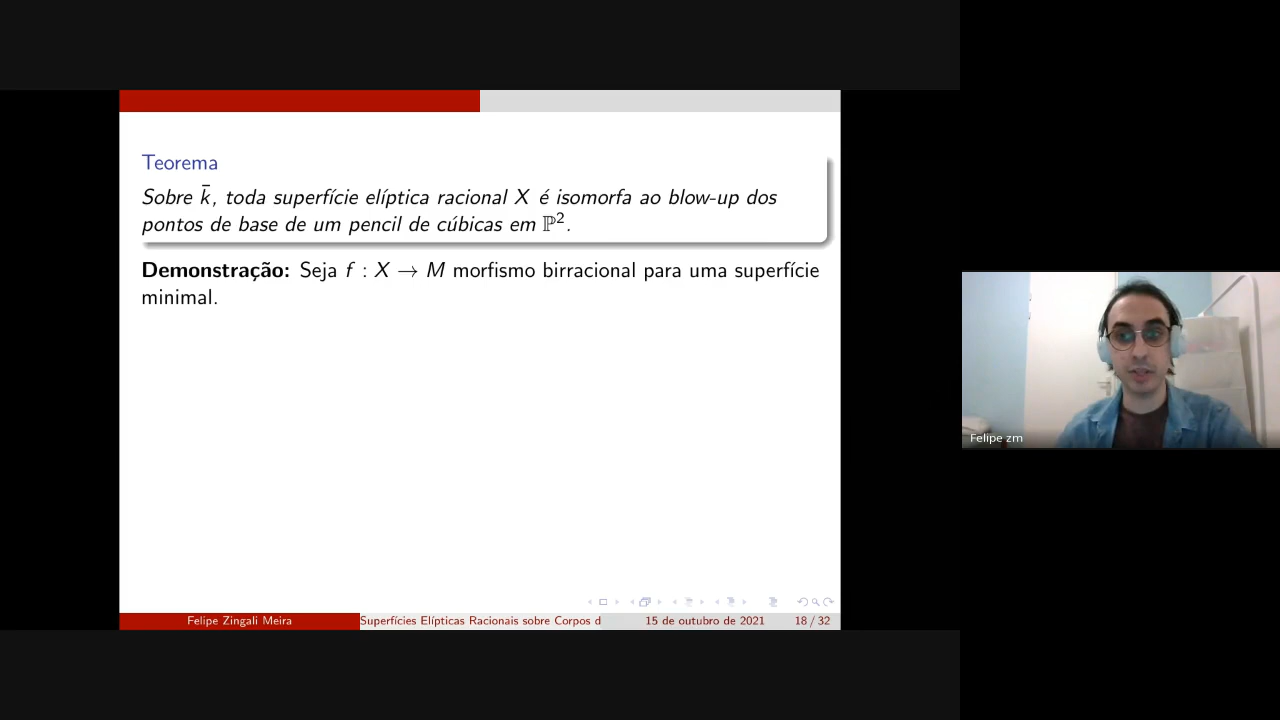 Teorema
Sobre k̄, toda superfície elíptica racional X é isomorfa ao blow-up dos
pontos de base de um pencil de cúbicas em ℙ².
Demonstração: Seja f : X → M morfismo birracional para uma superfície
minimal.
Felipe Zingali Meira
Superfícies Elípticas Racionais sobre Corpos d
15 de outubro de 2021
18 / 32
Felipe zm